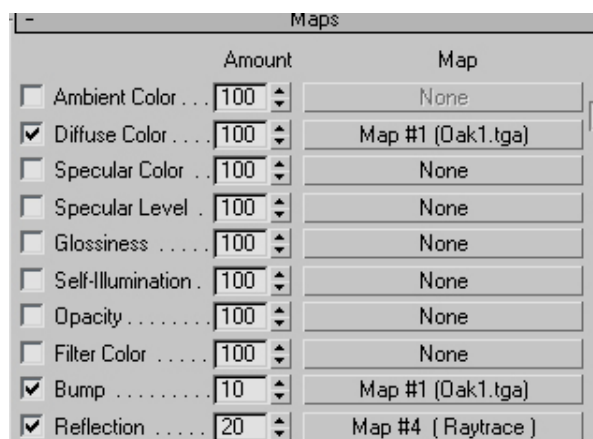 - Maps
Amount Map
Ambient Color . . . 100 None
Diffuse Color . . . . 100 Map #1 (Oak1.tga)
Specular Color . . 100 None
Specular Level . 100 None
Glossiness . . . . . 100 None
Self-Illumination . 100 None
Opacity . . . . . . . . 100 None
Filter Color . . . . . 100 None
Bump . . . . . . . . . 10 Map #1 (Oak1.tga)
Reflection . . . . . 20 Map #4 ( Raytrace )